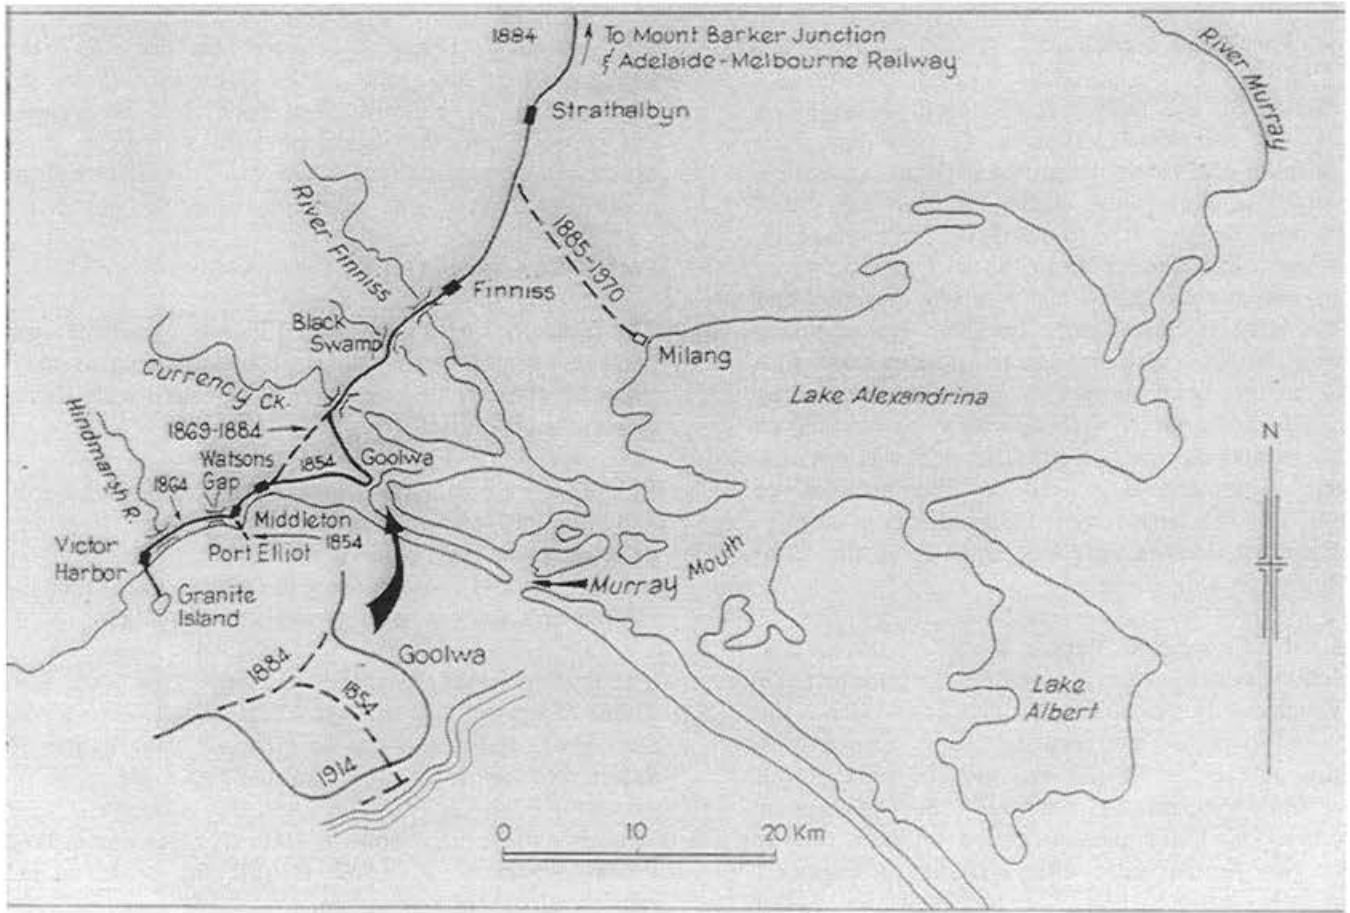 1884
To Mount Barker Junction
& Adelaide-Melbourne Railway
River Murray
Strathalbyn
River Finniss
1885-1970
Finniss
Black
Swamp
Milang
Currency Ck.
Lake Alexandrina
Hindmarsh R.
1869-1884
N
Watsons
Gap
1854
Goolwa
1864
Middleton
Victor
Harbor
Port Elliot
1854
Murray Mouth
Granite
Island
Goolwa
1884
1854
Lake
Albert
1914
0 10 20 Km